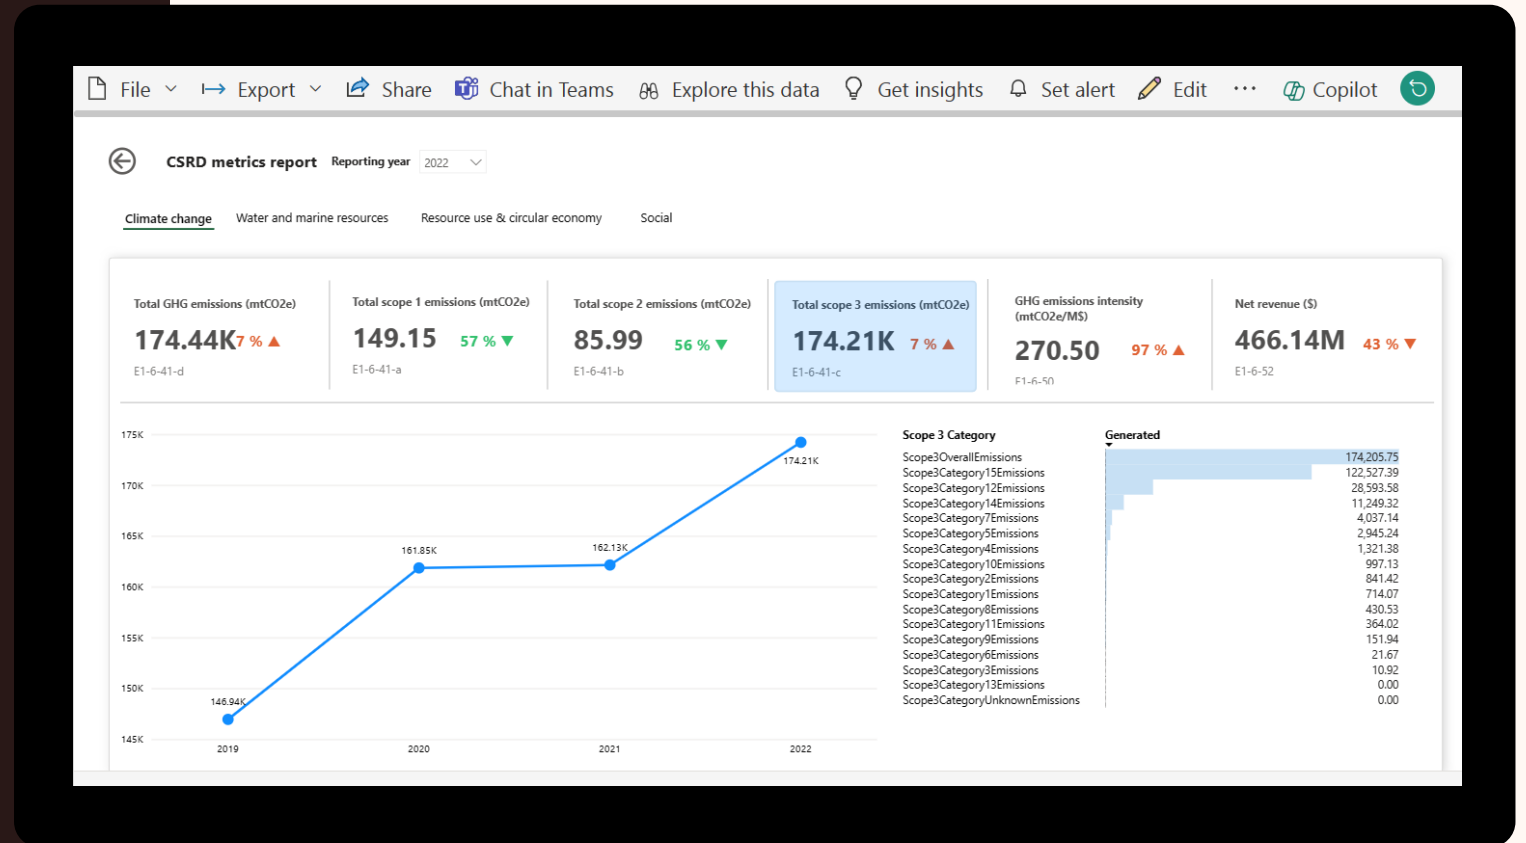 File Export Share Chat in Teams Explore this data Get insights Set alert Edit ... Copilot
CSRD metrics report Reporting year 2022
Climate change Water and marine resources Resource use & circular economy Social
Total GHG emissions (mtCO2e)
174.44K 7 % ▲
E1-6-41-d
Total scope 1 emissions (mtCO2e)
149.15 57 % ▼
E1-6-41-a
Total scope 2 emissions (mtCO2e)
85.99 56 % ▼
E1-6-41-b
Total scope 3 emissions (mtCO2e)
174.21K 7 % ▲
E1-6-41-c
GHG emissions intensity
(mtCO2e/M$)
270.50 97 % ▲
E1-6-50
Net revenue ($)
466.14M 43 % ▼
E1-6-52
175K
170K
165K
160K
155K
150K
145K
146.94K
161.85K
162.13K
174.21K
2019 2020 2021 2022
Scope 3 Category Generated
Scope3OverallEmissions 174,205.75
Scope3Category15Emissions 122,527.39
Scope3Category12Emissions 28,593.58
Scope3Category14Emissions 11,249.32
Scope3Category7Emissions 4,037.14
Scope3Category5Emissions 2,945.24
Scope3Category4Emissions 1,321.38
Scope3Category10Emissions 997.13
Scope3Category2Emissions 841.42
Scope3Category1Emissions 714.07
Scope3Category8Emissions 430.53
Scope3Category11Emissions 364.02
Scope3Category9Emissions 151.94
Scope3Category6Emissions 21.67
Scope3Category3Emissions 10.92
Scope3Category13Emissions 0.00
Scope3CategoryUnknownEmissions 0.00